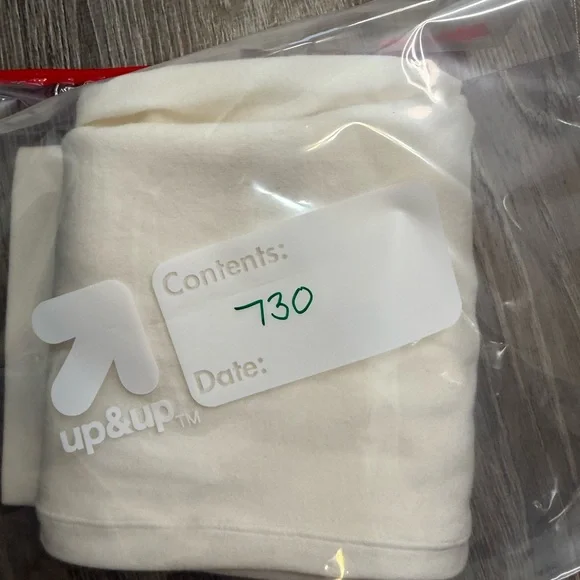 Contents:
730
Date:
up&up™